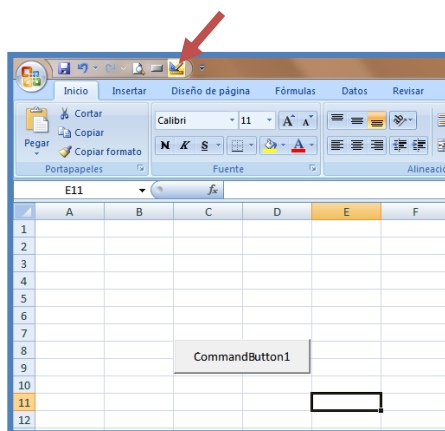 Inicio Insertar Diseño de página Fórmulas Datos Revisar
Cortar
Copiar
Copiar formato
Pegar
Calibri 11 A A
N K S A
Portapapeles Fuente Alineació
E11 fx
A B C D E F
1
2
3
4
5
6
7
8
CommandButton1
9
10
11
12